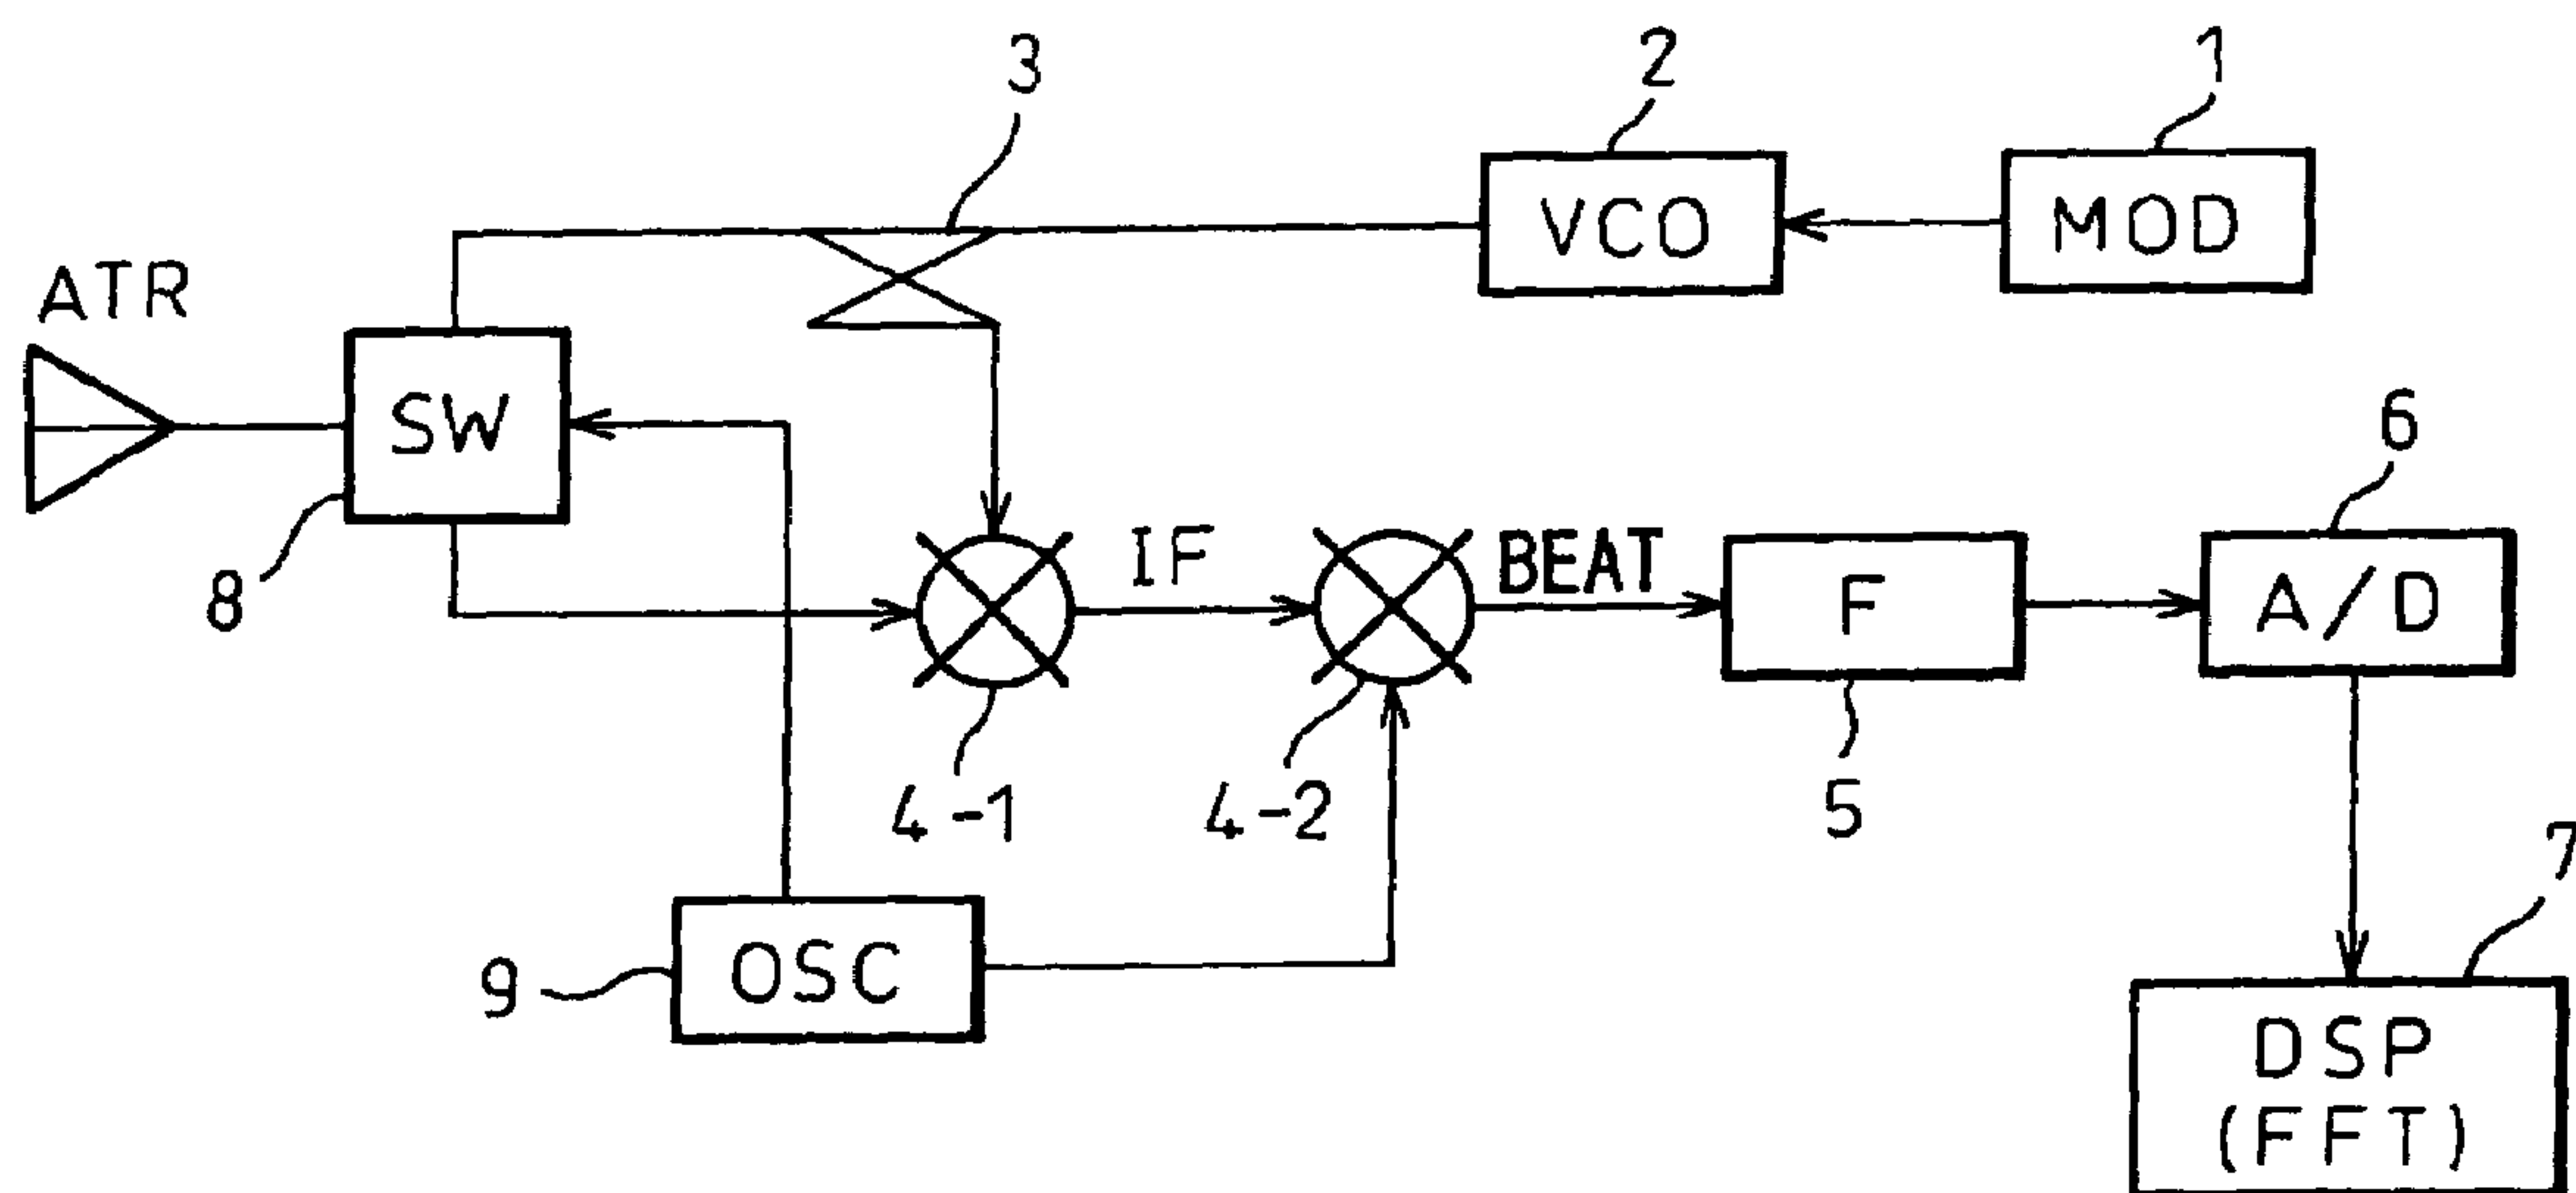 3
2
1
VCO
MOD
ATR
SW
6
IF
BEAT
F
A/D
8
4-1
4-2
5
7
9
OSC
DSP
(FFT)